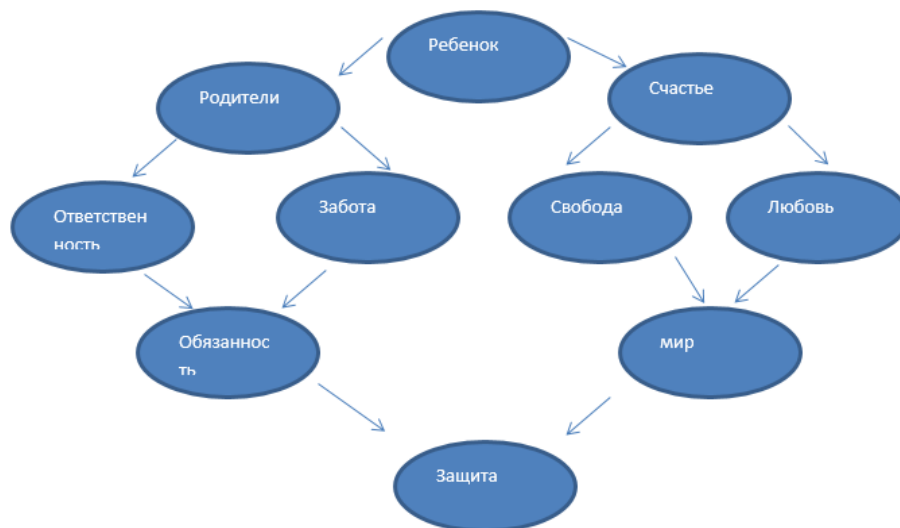 Ребенок
Родители
Счастье
Ответствен
ность
Забота
Свобода
Любовь
Обязаннос
ть
мир
Защита